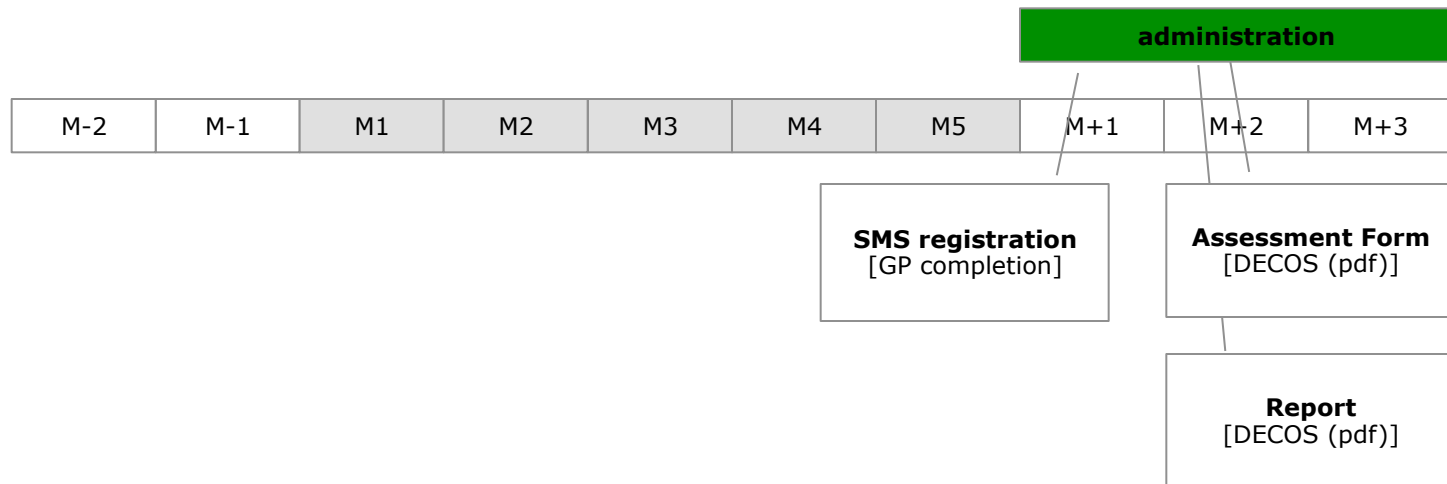 administration
M-2 M-1 M1 M2 M3 M4 M5 M+1 M+2 M+3
SMS registration
[GP completion]
Assessment Form
[DECOS (pdf)]
Report
[DECOS (pdf)]